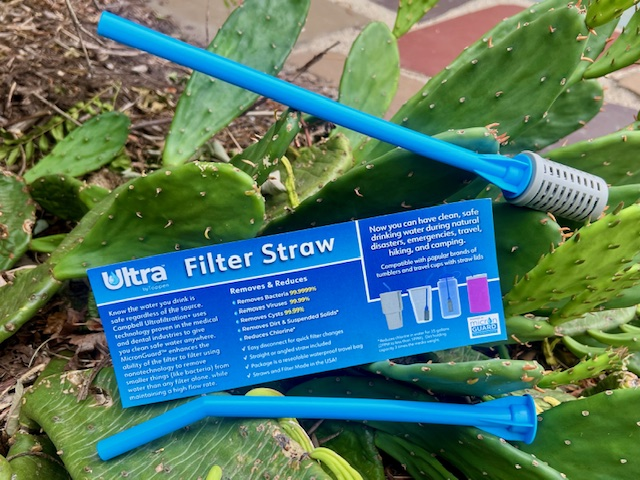 Ultra
Filter Straw
Know the water you drink is
safe regardless of the source.
Campbell Ultrafiltration+ uses
technology proven in the medical
and dental industries to give
you clean safe water anywhere.
MicronGuard™ enhances the
ability of the filter to filter using
nanotechnology to remove
smaller things (like bacteria) from
water than any filter alone, while
maintaining a high flow rate.
Removes & Reduces
Removes Bacteria 99.9999%
Removes Viruses 99.99%
Removes Cysts 99.99%
Removes Dirt & Suspended Solids*
Reduces Chlorine*
✓ Easy disconnect for quick filter changes
✓ Straight or angled straw included
✓ Package is a resealable waterproof travel bag
✓ Straws and Filter Made in the USA!
Now you can have clean, safe
drinking water during natural
disasters, emergencies, travel,
hiking, and camping.
Compatible with popular brands of
tumblers and travel cups with straw lids
GUARD